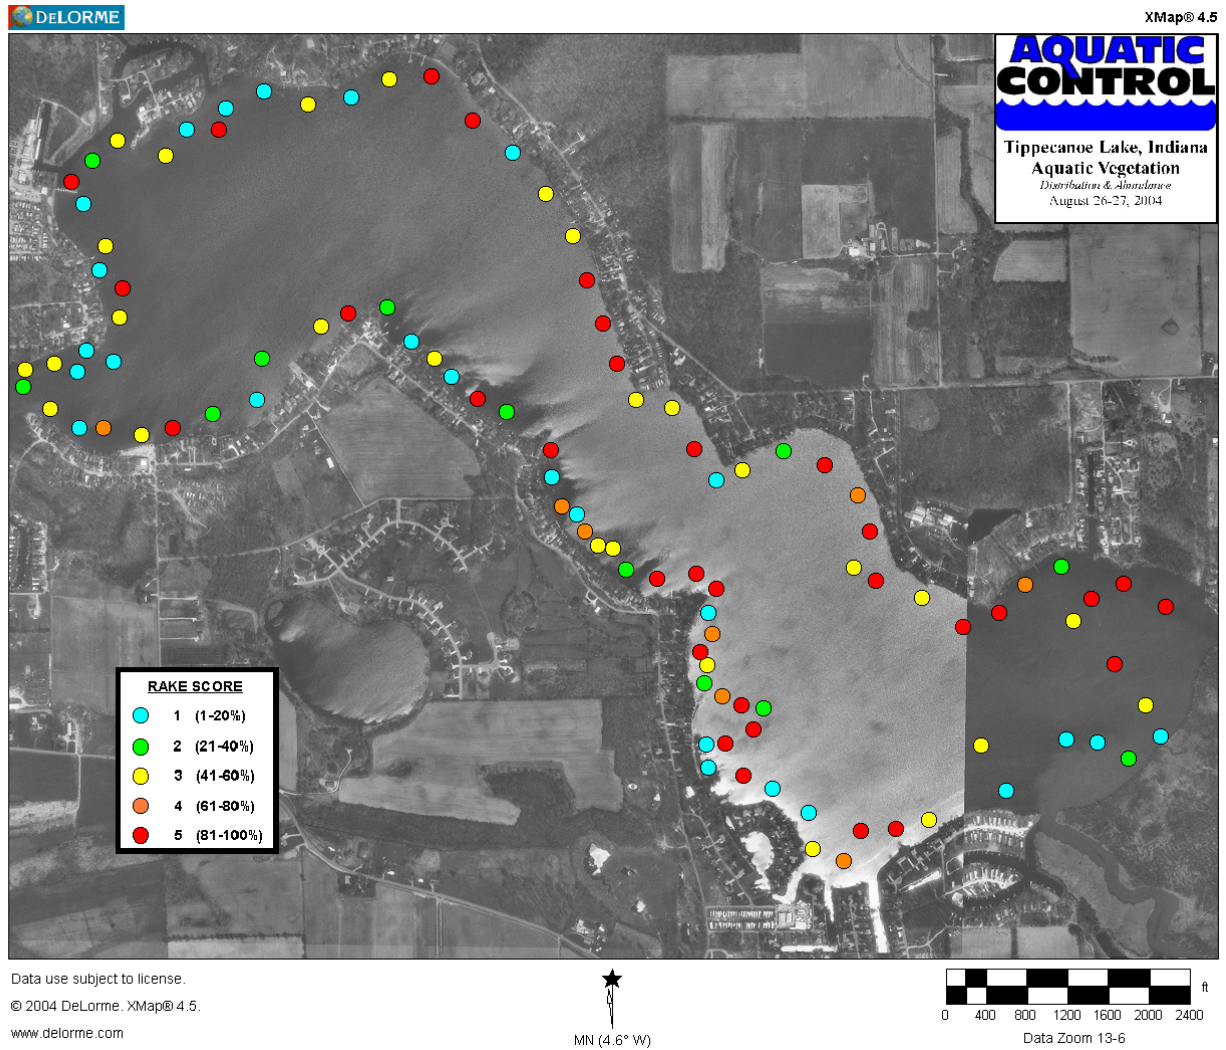 DELORME
XMap® 4.5
AQUATIC
CONTROL
Tippecanoe Lake, Indiana
Aquatic Vegetation
Distribution & Abundance
August 26-27, 2004
RAKE SCORE
1 (1-20%)
2 (21-40%)
3 (41-60%)
4 (61-80%)
5 (81-100%)
Data use subject to license.
© 2004 DeLorme. XMap® 4.5.
www.delorme.com
MN (4.6° W)
ft
0 400 800 1200 1600 2000 2400
Data Zoom 13-6